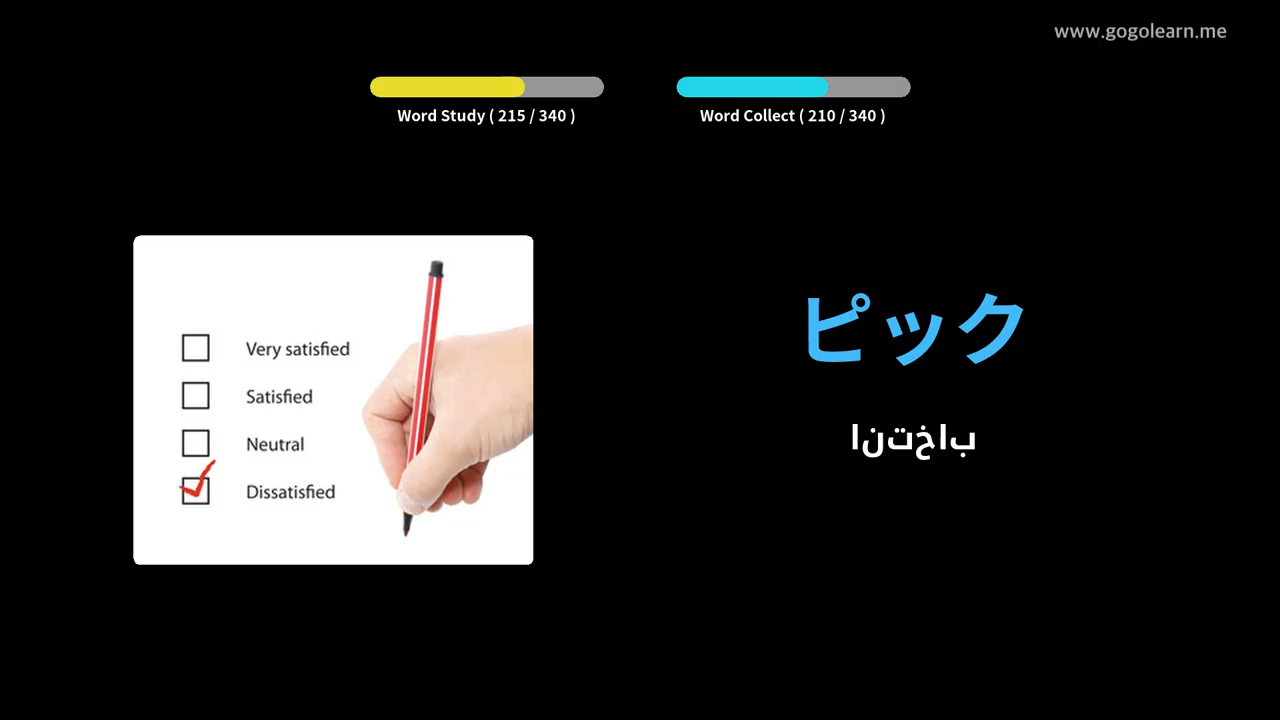 www.gogolearn.me
Word Study ( 215 / 340 )
Word Collect ( 210 / 340 )
Very satisfied
Satisfied
Neutral
Dissatisfied
ピック
انتخاب